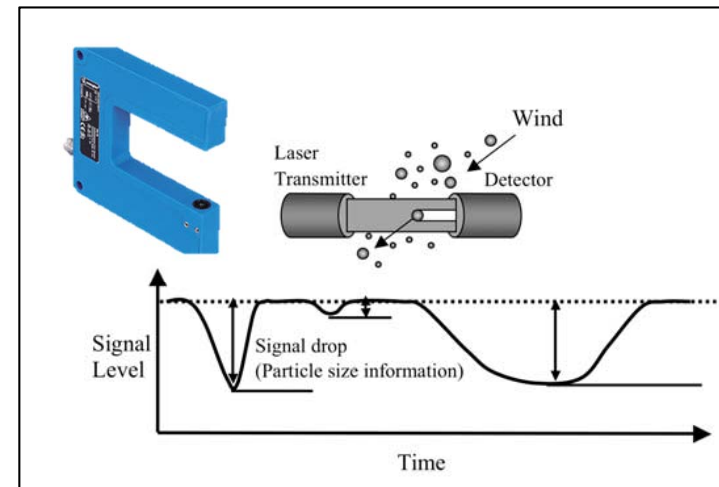 Wind
Laser
Transmitter
Detector
Signal
Level
Signal drop
(Particle size information)
Time